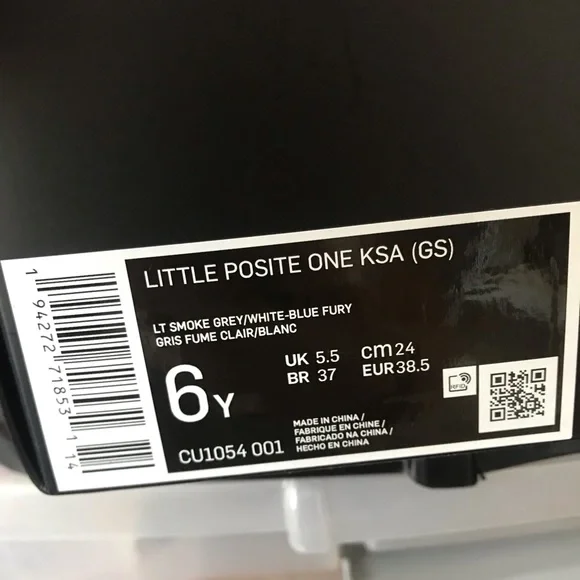 LITTLE POSITE ONE KSA (GS)
LT SMOKE GREY/WHITE-BLUE FURY
GRIS FUME CLAIR/BLANC
6Y
UK 5.5 cm 24
BR 37 EUR 38.5
RFID
CU1054 001
MADE IN CHINA /
FABRIQUE EN CHINE /
FABRICADO NA CHINA /
HECHO EN CHINA
1 94272 71853 1 14